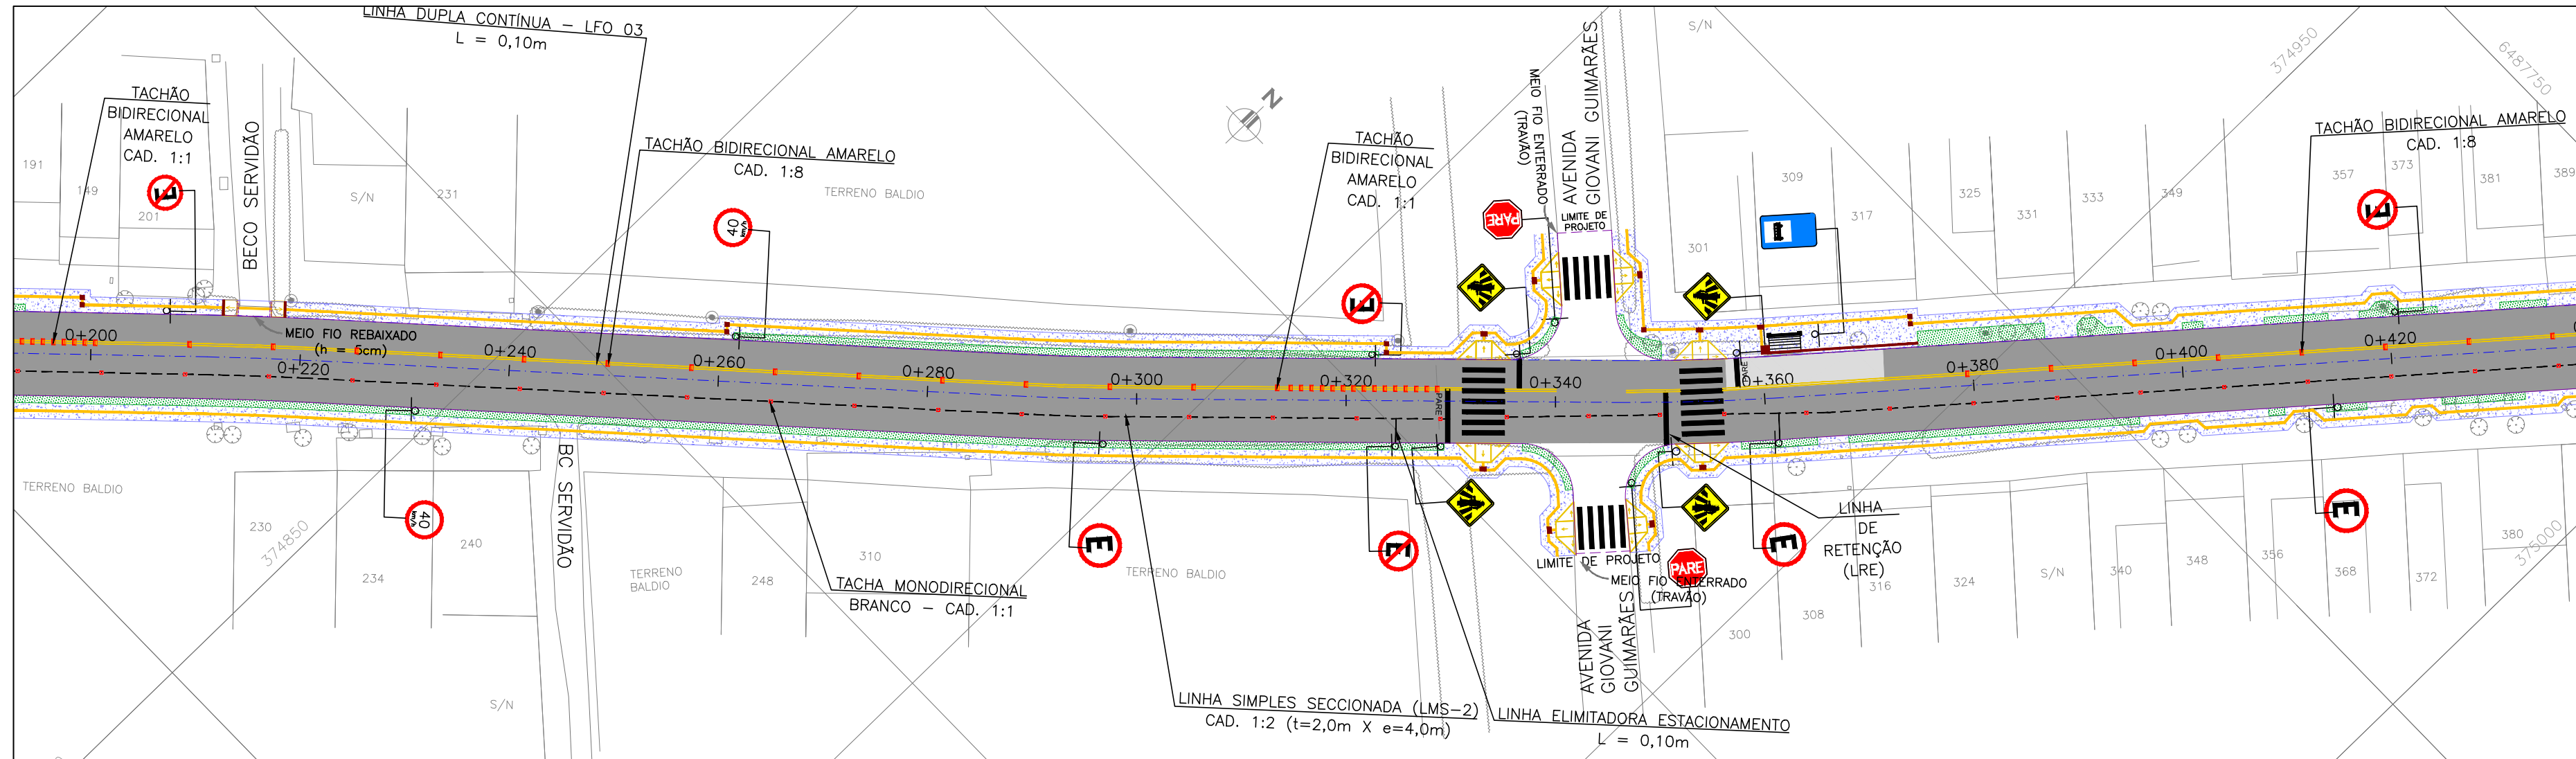 LINHA DUPLA CONTÍNUA – LFO 03
L = 0,10m
TACHÃO
BIDIRECIONAL
AMARELO
CAD. 1:1
BECO SERVIDÃO
191
149
201
S/N
231
E
TACHÃO BIDIRECIONAL AMARELO
CAD. 1:8
TERRENO BALDIO
40
km/h
N
TACHÃO
BIDIRECIONAL
AMARELO
CAD. 1:1
E
MEIO FIO ENTERRADO
(TRAVÃO)
AVENIDA
GIOVANI GUIMARÃES
LIMITE DE
PROJETO
PARE
S/N
301
309
317
325
331
333
349
357
373
381
389
374950
6487750
TACHÃO BIDIRECIONAL AMARELO
CAD. 1:8
E
0+200
MEIO FIO REBAIXADO
(h = 5cm)
0+220
0+240
0+260
0+280
0+300
0+320
PARE
0+340
PARE
0+360
0+380
0+400
0+420
TERRENO BALDIO
230
374850
234
40
km/h
240
S/N
BC SERVIDÃO
TERRENO
BALDIO
248
310
TACHA MONODIRECIONAL
BRANCO – CAD. 1:1
E
TERRENO BALDIO
E
LINHA SIMPLES SECCIONADA (LMS-2)
CAD. 1:2 (t=2,0m X e=4,0m)
LINHA ELIMITADORA ESTACIONAMENTO
L = 0,10m
LIMITE DE PROJETO
MEIO FIO ENTERRADO
(TRAVÃO)
PARE
AVENIDA
GIOVANI
GUIMARÃES
E
LINHA
DE
RETENÇÃO
(LRE)
300
308
316
324
S/N
340
348
356
368
372
380
E
375000